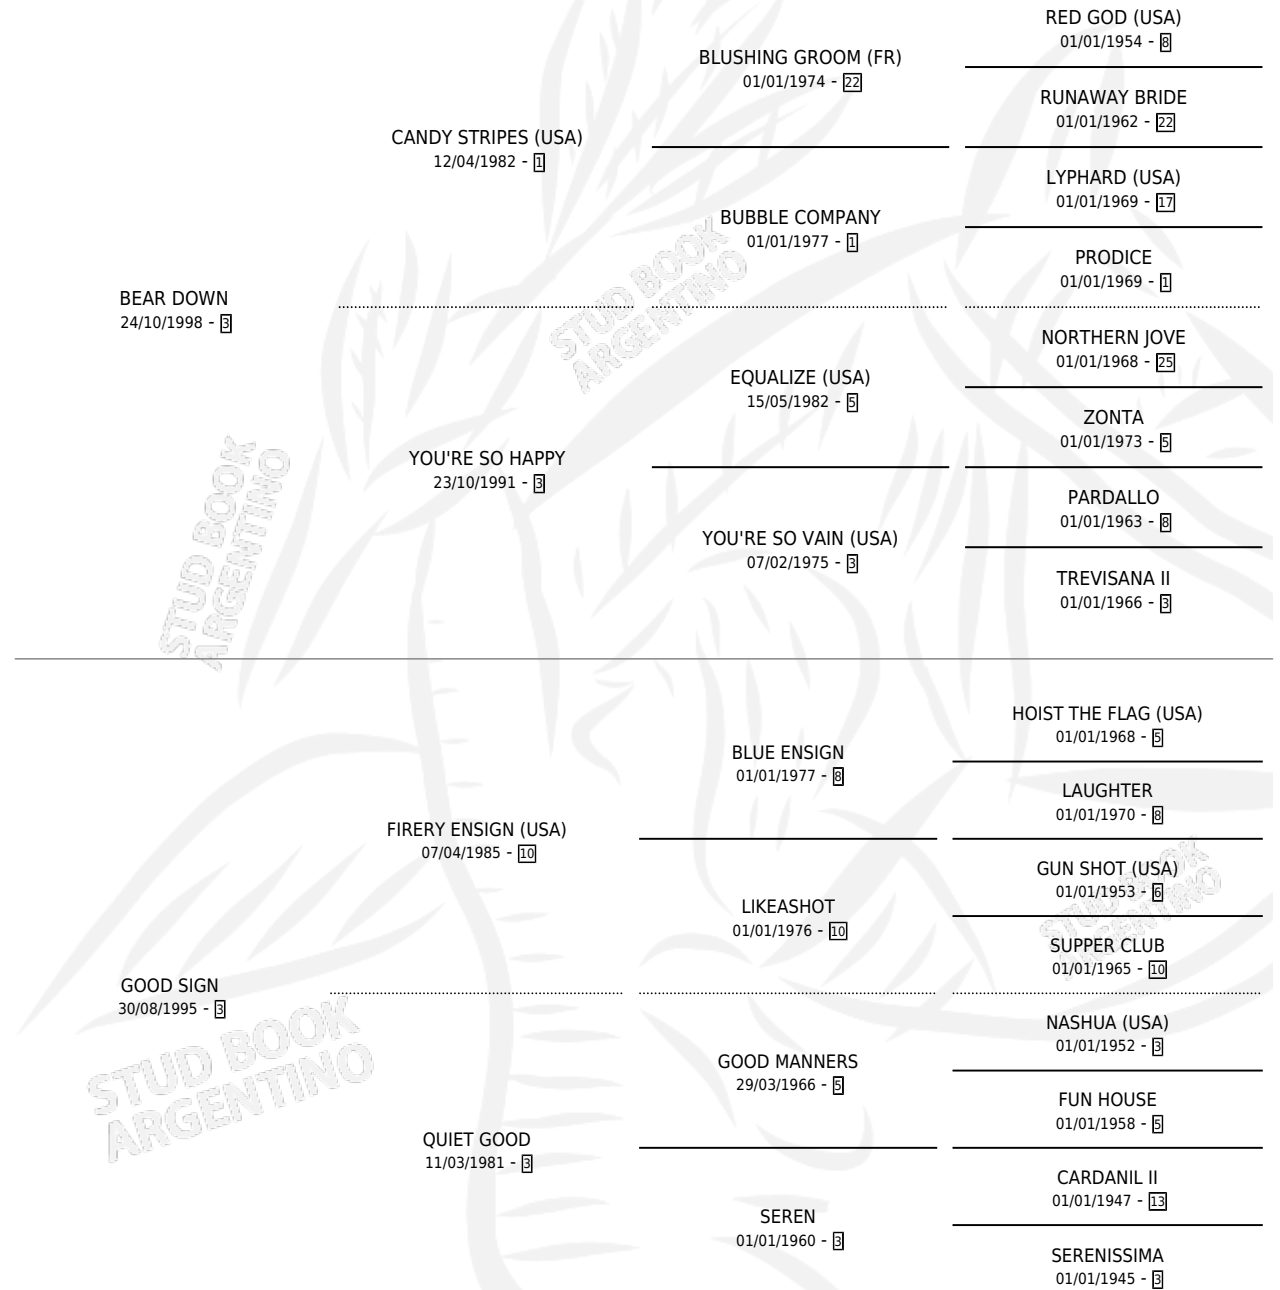 RED GOD (USA)
01/01/1954 - 8
BLUSHING GROOM (FR)
01/01/1974 - 22
RUNAWAY BRIDE
01/01/1962 - 22
CANDY STRIPES (USA)
12/04/1982 - 1
LYPHARD (USA)
01/01/1969 - 17
BUBBLE COMPANY
01/01/1977 - 1
PRODICE
01/01/1969 - 1
BEAR DOWN
24/10/1998 - 3
STUD BOOK
ARGENTINO
NORTHERN JOVE
01/01/1968 - 25
EQUALIZE (USA)
15/05/1982 - 5
ZONTA
01/01/1973 - 5
YOU'RE SO HAPPY
23/10/1991 - 3
PARDALLO
01/01/1963 - 8
YOU'RE SO VAIN (USA)
07/02/1975 - 3
TREVISANA II
01/01/1966 - 3
STUD BOOK
ARGENTINO
HOIST THE FLAG (USA)
01/01/1968 - 5
BLUE ENSIGN
01/01/1977 - 8
LAUGHTER
01/01/1970 - 8
FIRERY ENSIGN (USA)
07/04/1985 - 10
GUN SHOT (USA)
01/01/1953 - 6
LIKEASHOT
01/01/1976 - 10
SUPPER CLUB
01/01/1965 - 10
STUD BOOK
ARGENTINO
GOOD SIGN
30/08/1995 - 3
STUD BOOK
ARGENTINO
NASHUA (USA)
01/01/1952 - 3
GOOD MANNERS
29/03/1966 - 5
FUN HOUSE
01/01/1958 - 5
QUIET GOOD
11/03/1981 - 3
CARDANIL II
01/01/1947 - 13
SEREN
01/01/1960 - 3
SERENISSIMA
01/01/1945 - 3